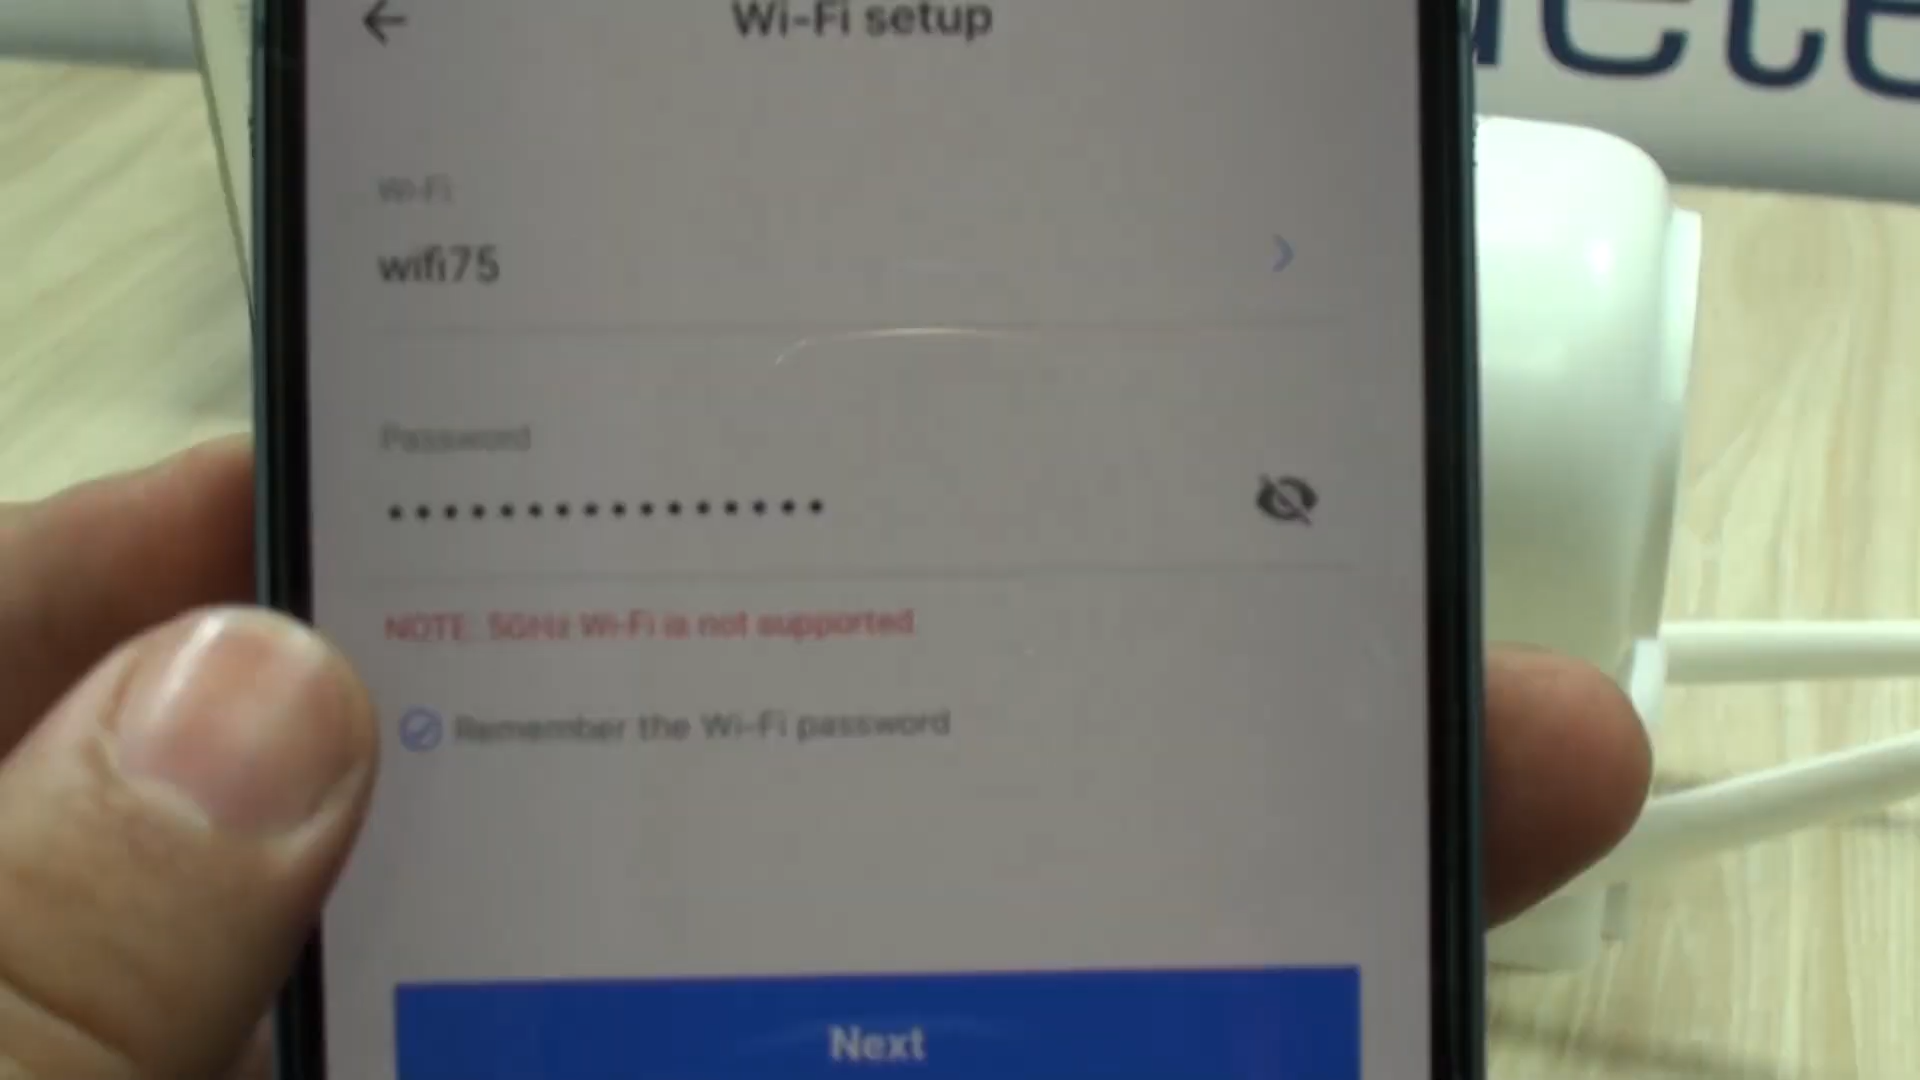 Wi-Fi setup
Wi-Fi
wifi75
Password
••••••••••••••••
NOTE: 5GHz Wi-Fi is not supported
Remember the Wi-Fi password
Next